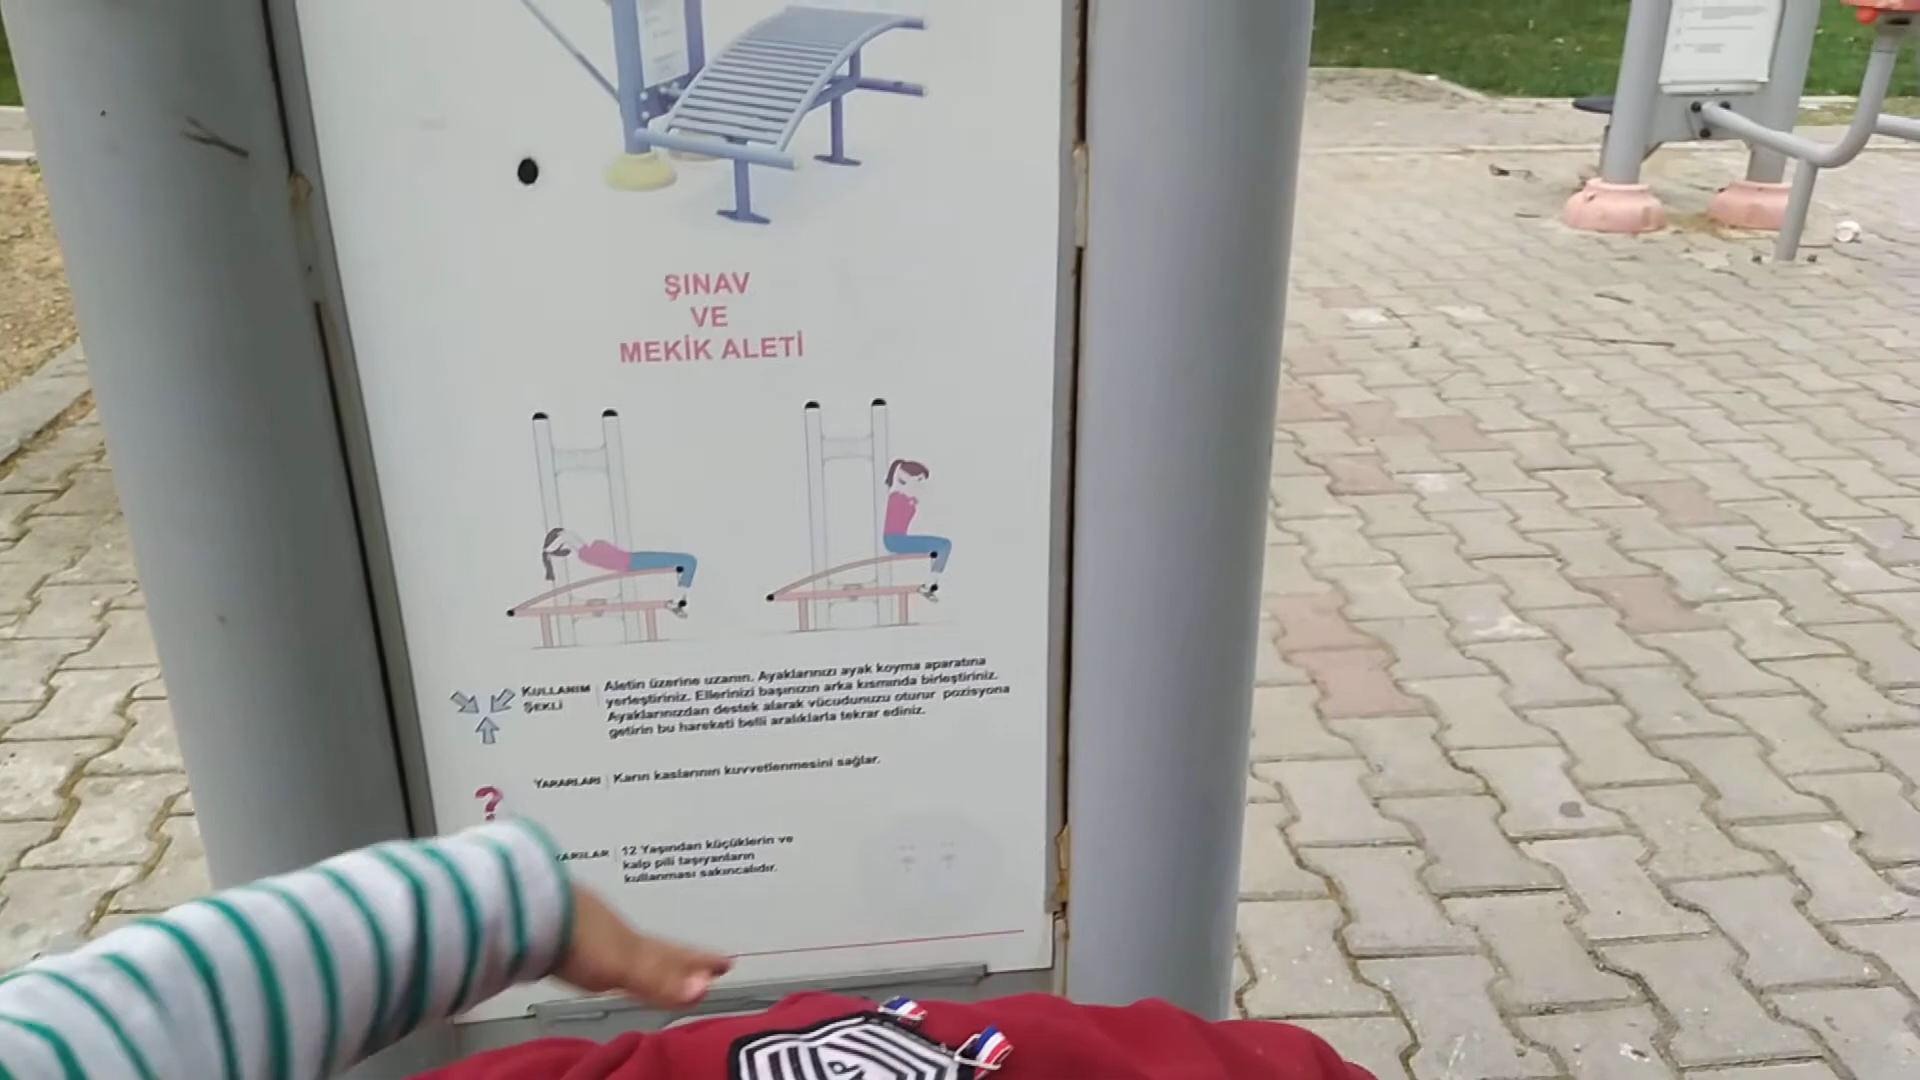 ŞINAV
VE
MEKİK ALETİ
KULLANIM
ŞEKLİ
Aletin üzerine uzanın. Ayaklarınızı ayak koyma aparatına
yerleştiriniz. Ellerinizi başınızın arka kısmında birleştiriniz.
Ayaklarınızdan destek alarak vücudunuzu oturur pozisyona
getirin bu hareketi belli aralıklarla tekrar ediniz.
?
YARARLARI
Karın kaslarının kuvvetlenmesini sağlar.
YARILAR
12 Yaşından küçüklerin ve
kalp pili taşıyanların
kullanması sakıncalıdır.
P